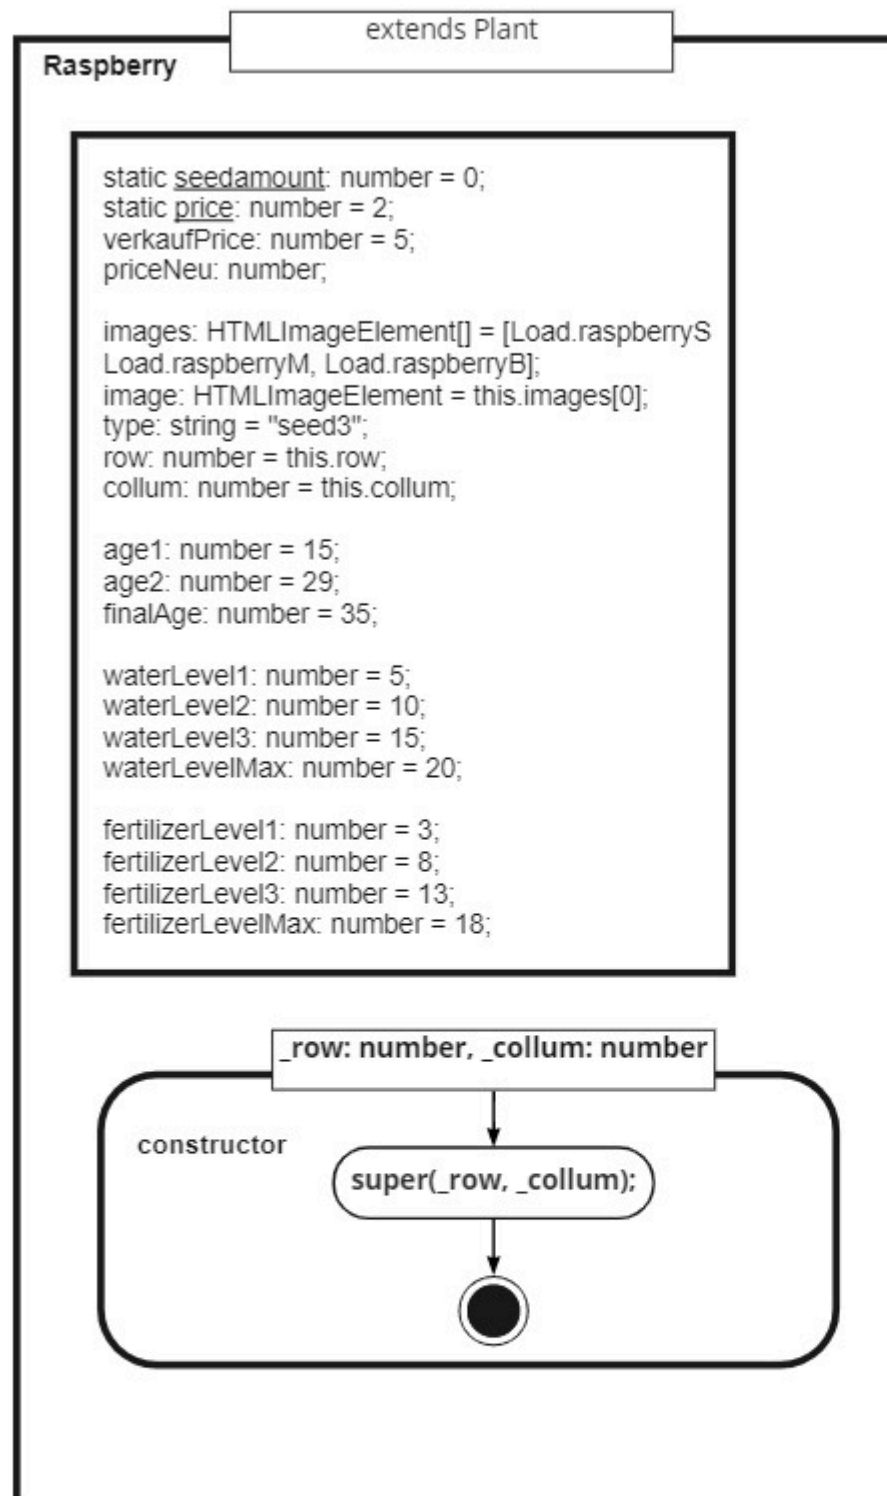 extends Plant
Raspberry
static seedamount: number = 0;
static price: number = 2;
verkaufPrice: number = 5;
priceNeu: number;
images: HTMLImageElement[] = [Load.raspberryS
Load.raspberryM, Load.raspberryB];
image: HTMLImageElement = this.images[0];
type: string = "seed3";
row: number = this.row;
collum: number = this.collum;
age1: number = 15;
age2: number = 29;
finalAge: number = 35;
waterLevel1: number = 5;
waterLevel2: number = 10;
waterLevel3: number = 15;
waterLevelMax: number = 20;
fertilizerLevel1: number = 3;
fertilizerLevel2: number = 8;
fertilizerLevel3: number = 13;
fertilizerLevelMax: number = 18;
_row: number, _collum: number
constructor
super(_row, _collum);